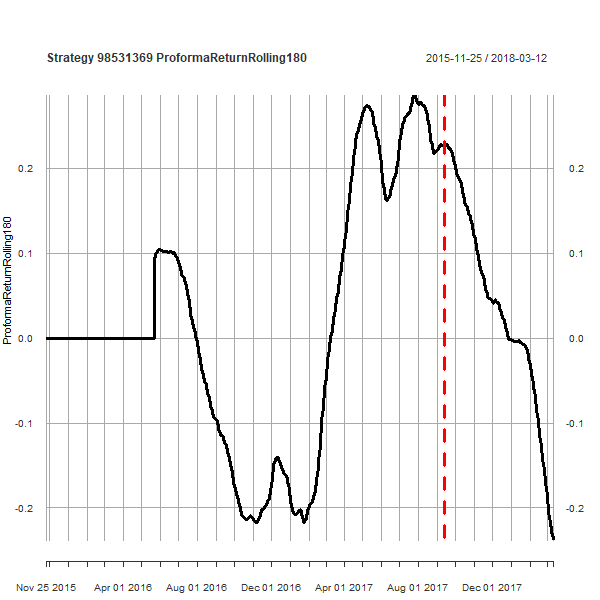 Strategy 98531369 ProformaReturnRolling180
2015-11-25 / 2018-03-12
ProformaReturnRolling180
0.2 0.2
0.1 0.1
0.0 0.0
-0.1 -0.1
-0.2 -0.2
Nov 25 2015 Apr 01 2016 Aug 01 2016 Dec 01 2016 Apr 01 2017 Aug 01 2017 Dec 01 2017